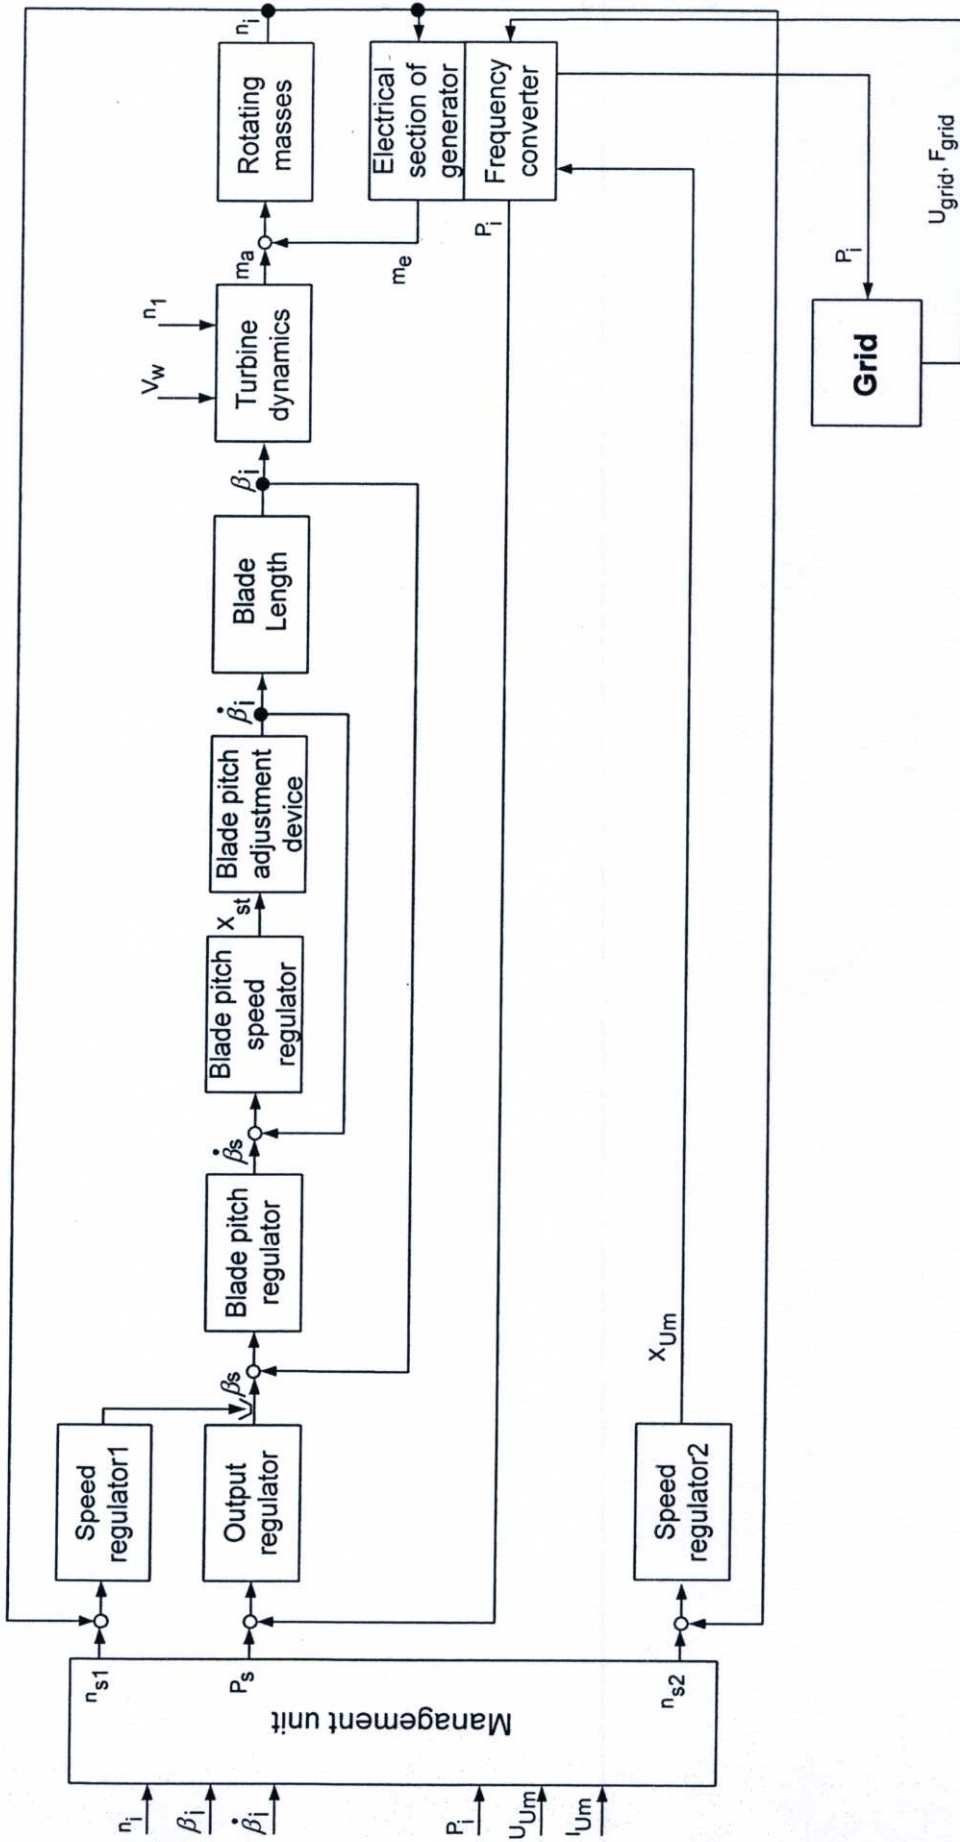 n_i
β_i
β̇_i
P_i
U_Um
I_Um
Management unit
n_s1
P_s
n_s2
Speed
regulator1
Output
regulator
β_s
Blade pitch
regulator
β̇_s
Blade pitch
speed
regulator
X_st
Blade pitch
adjustment
device
β̇_i
Blade
Length
β_i
V_w
n_1
Turbine
dynamics
m_a
Rotating
masses
n_i
m_e
Electrical
section of
generator
Frequency
converter
P_i
Speed
regulator2
X_Um
P_i
Grid
U_grid, F_grid